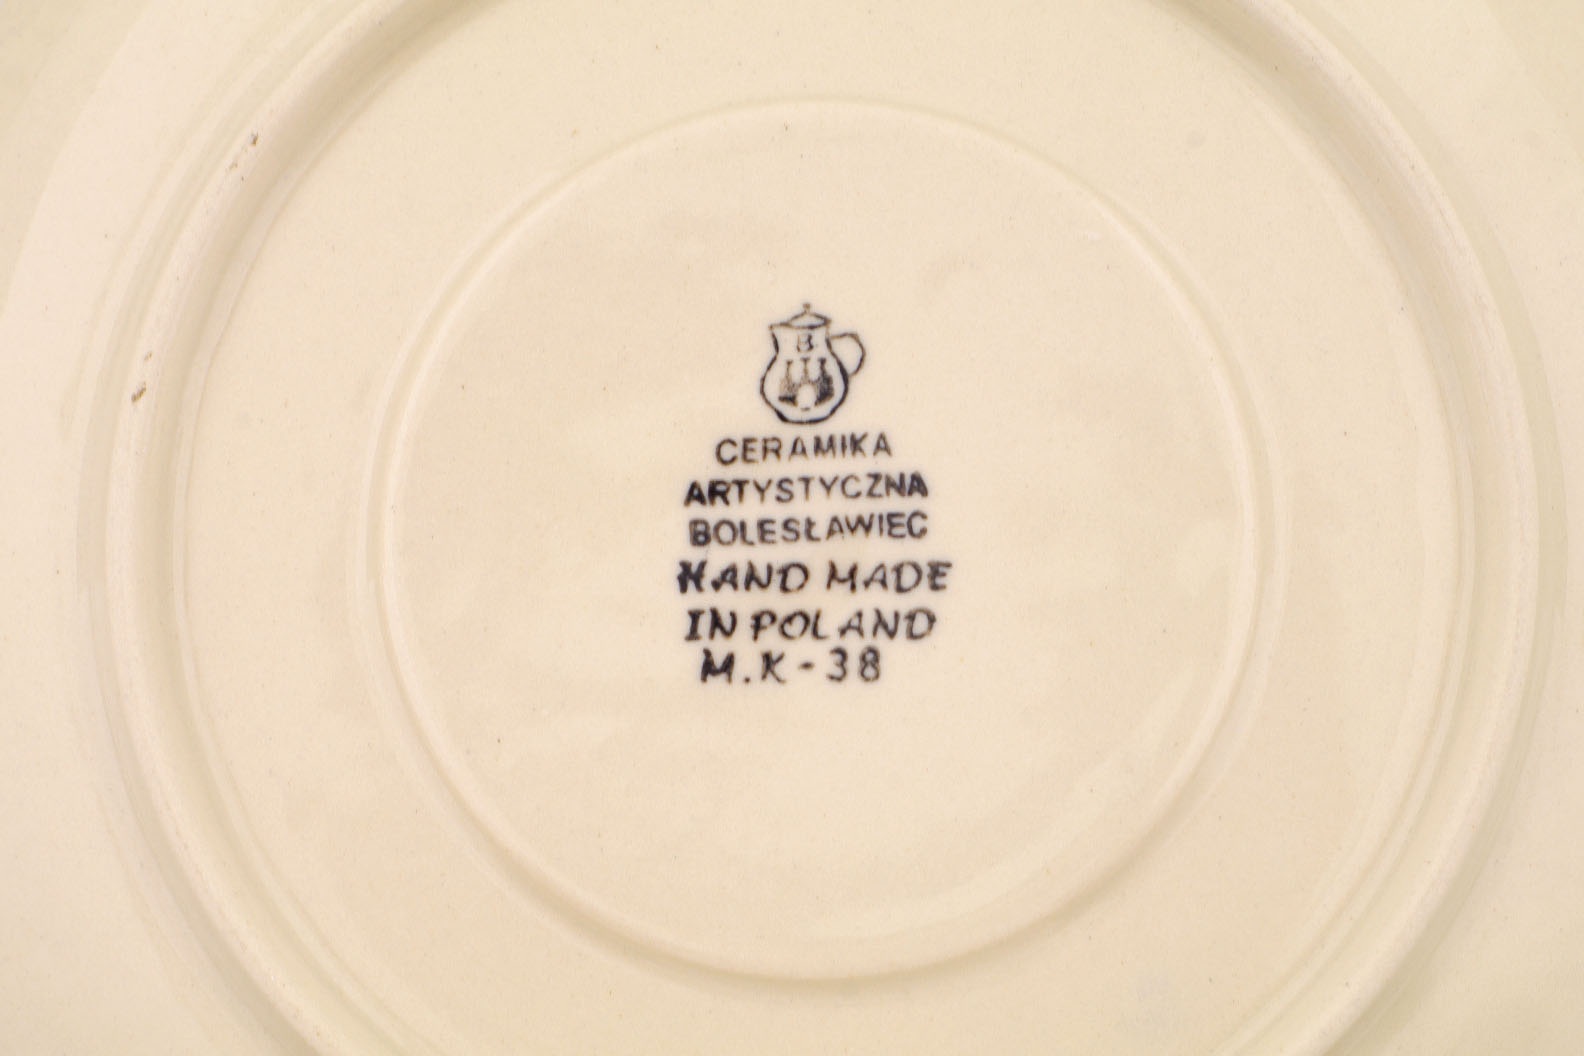 B
CERAMIKA
ARTYSTYCZNA
BOLESŁAWIEC
HAND MADE
IN POLAND
M.K-38